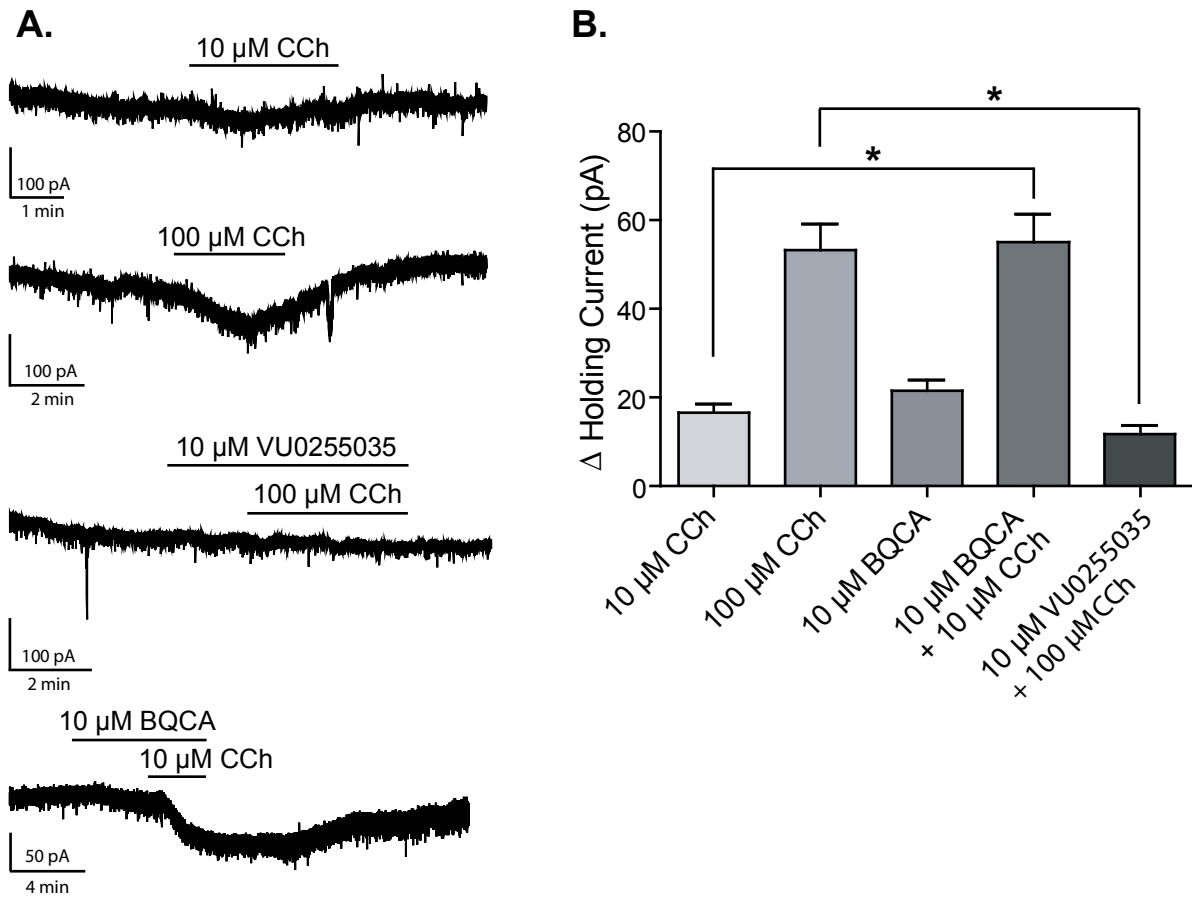 A.
10 µM CCh
100 pA
1 min
100 µM CCh
100 pA
2 min
10 µM VU0255035
100 µM CCh
100 pA
2 min
10 µM BQCA
10 µM CCh
50 pA
4 min
B.
*
*
Δ Holding Current (pA)
80
60
40
20
0
10 µM CCh
100 µM CCh
10 µM BQCA
10 µM BQCA
+ 10 µM CCh
10 µM VU0255035
+ 100 µMCCh